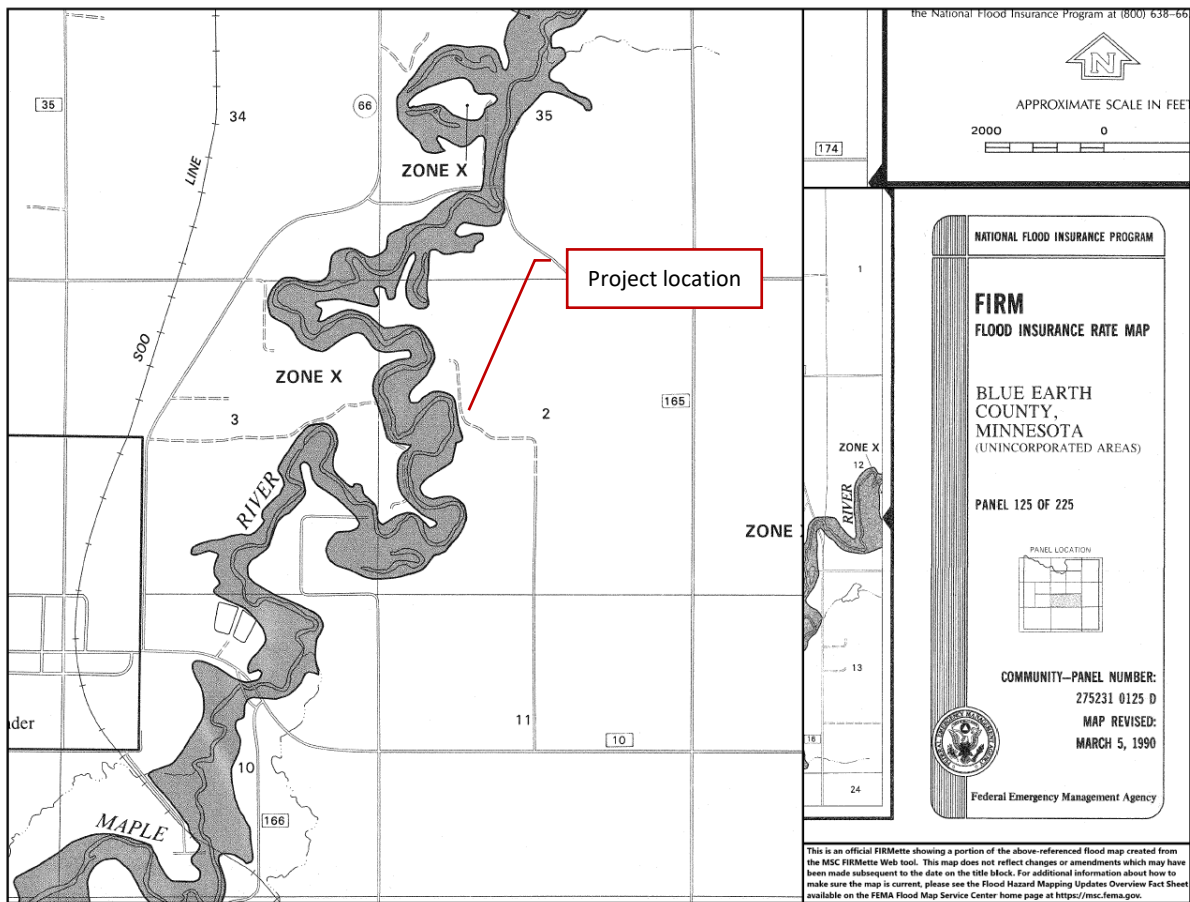 the National Flood Insurance Program at (800) 638-66
N
APPROXIMATE SCALE IN FEET
2000 0
35
34
66
35
LINE
ZONE X
174
Project location
1
SOO
ZONE X
3
2
165
RIVER
ZONE X
12
RIVER
ZONE
13
11
10
16
24
10
166
MAPLE
der
NATIONAL FLOOD INSURANCE PROGRAM
FIRM
FLOOD INSURANCE RATE MAP
BLUE EARTH
COUNTY,
MINNESOTA
(UNINCORPORATED AREAS)
PANEL 125 OF 225
PANEL LOCATION
COMMUNITY—PANEL NUMBER:
275231 0125 D
MAP REVISED:
MARCH 5, 1990
Federal Emergency Management Agency
This is an official FIRMette showing a portion of the above-referenced flood map created from
the MSC FIRMette Web tool. This map does not reflect changes or amendments which may have
been made subsequent to the date on the title block. For additional information about how to
make sure the map is current, please see the Flood Hazard Mapping Updates Overview Fact Sheet
available on the FEMA Flood Map Service Center home page at https://msc.fema.gov.